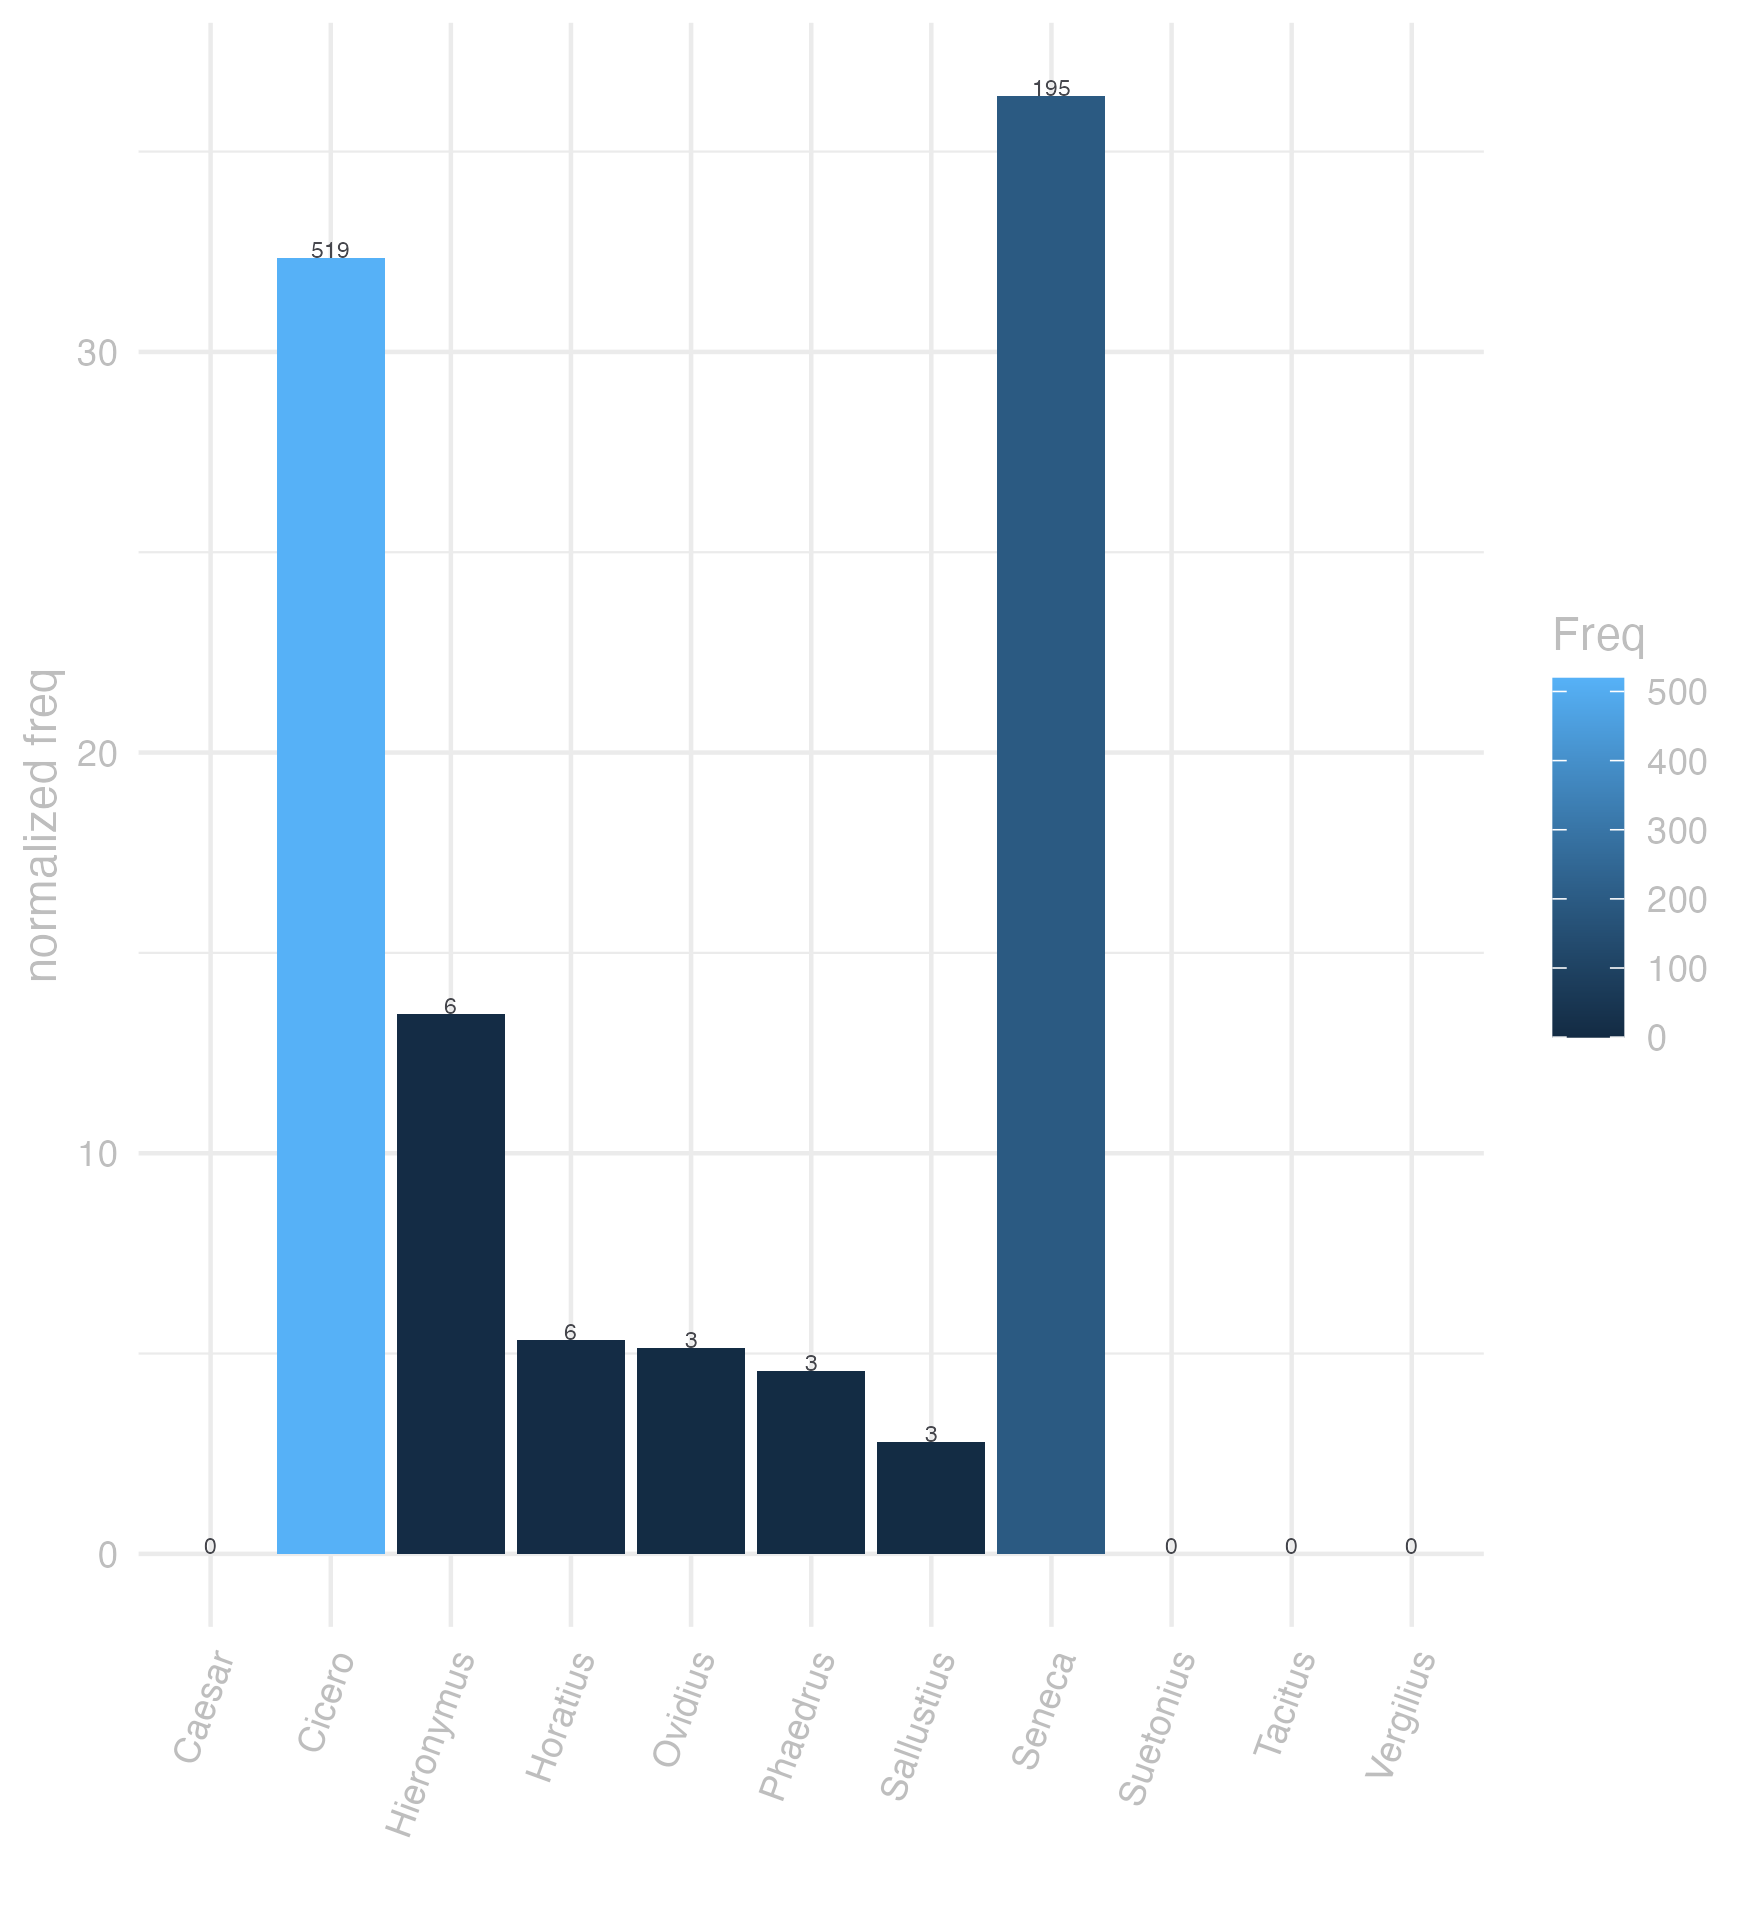 195
519
30
Freq
500
normalized freq
20
400
300
200
100
6
0
10
6
3
3
3
0
0
0
0
0
Caesar
Cicero
Hieronymus
Horatius
Ovidius
Phaedrus
Sallustius
Seneca
Suetonius
Tacitus
Vergilius